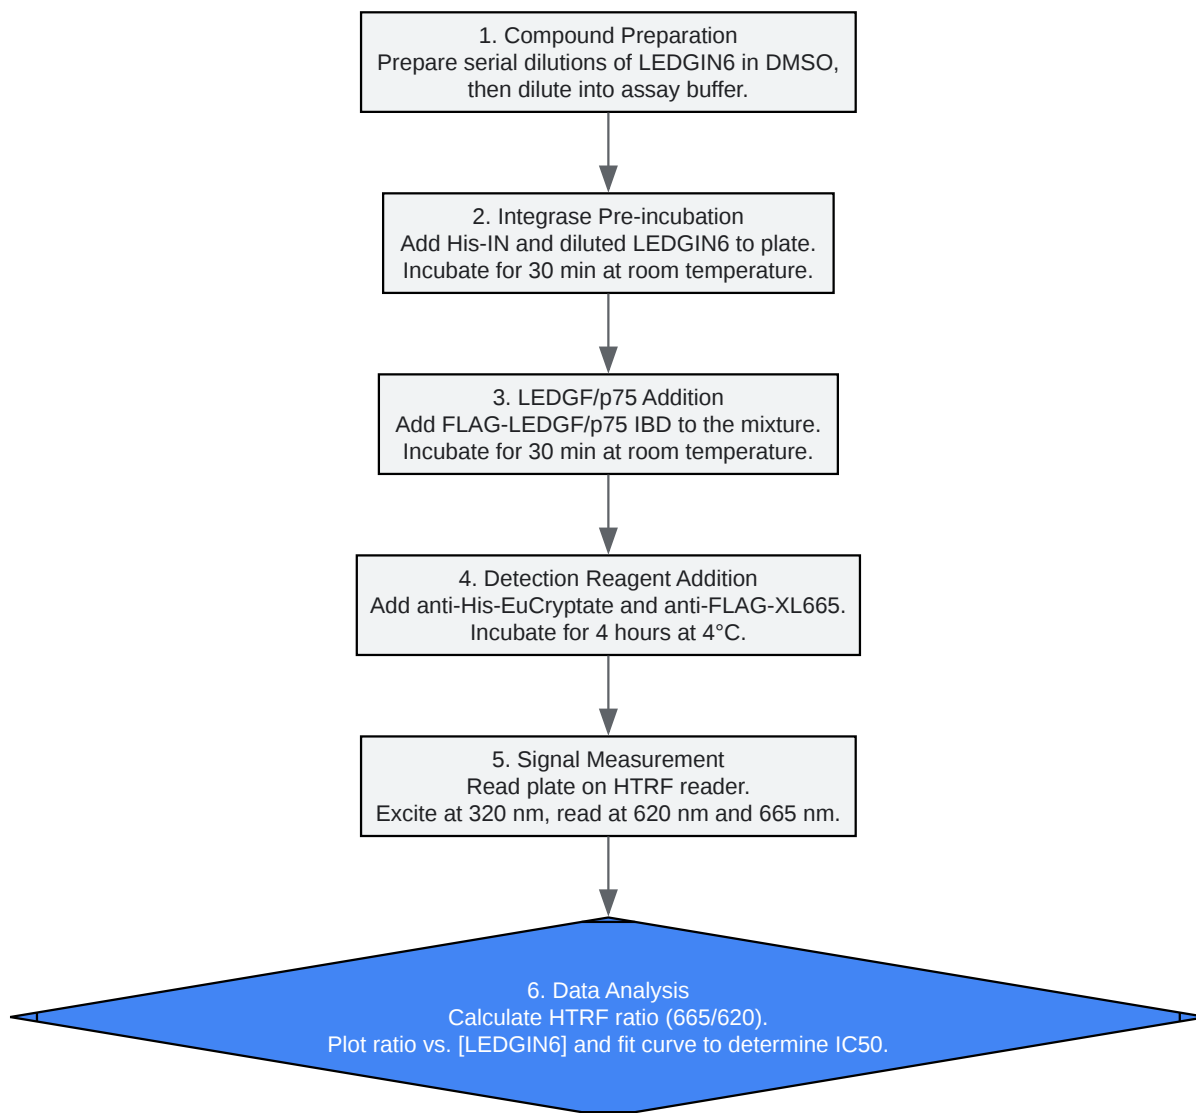 1. Compound Preparation
Prepare serial dilutions of LEDGIN6 in DMSO,
then dilute into assay buffer.
2. Integrase Pre-incubation
Add His-IN and diluted LEDGIN6 to plate.
Incubate for 30 min at room temperature.
3. LEDGF/p75 Addition
Add FLAG-LEDGF/p75 IBD to the mixture.
Incubate for 30 min at room temperature.
4. Detection Reagent Addition
Add anti-His-EuCryptate and anti-FLAG-XL665.
Incubate for 4 hours at 4°C.
5. Signal Measurement
Read plate on HTRF reader.
Excite at 320 nm, read at 620 nm and 665 nm.
6. Data Analysis
Calculate HTRF ratio (665/620).
Plot ratio vs. [LEDGIN6] and fit curve to determine IC50.